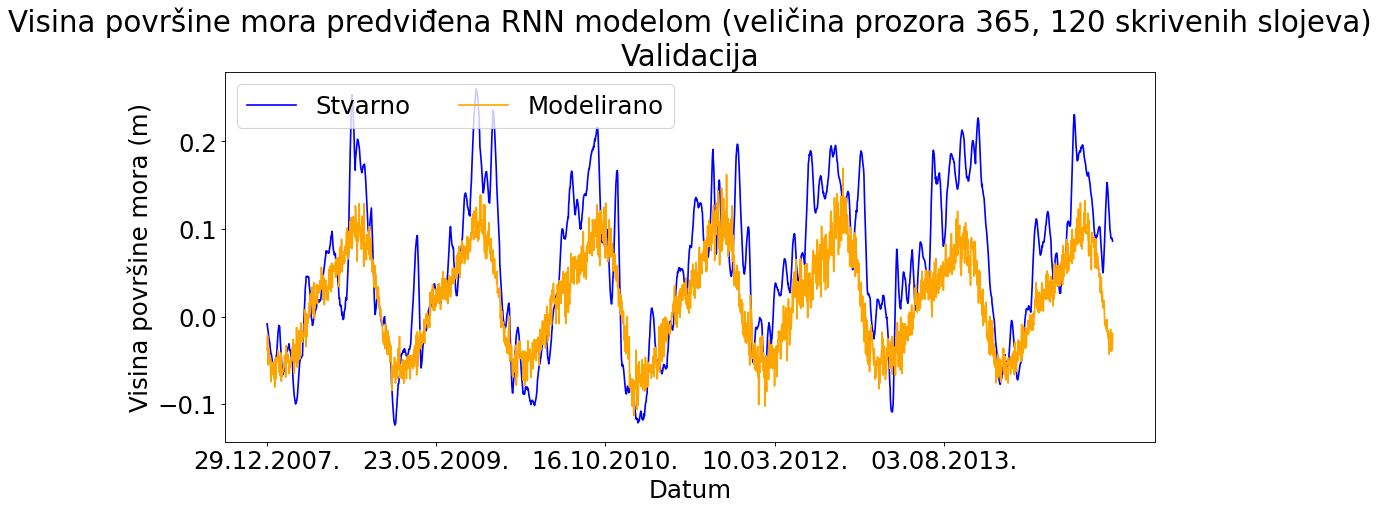 Visina površine mora predviđena RNN modelom (veličina prozora 365, 120 skrivenih slojeva)
Validacija
Stvarno
Modelirano
Visina površine mora (m)
0.2
0.1
0.0
−0.1
29.12.2007.
23.05.2009.
16.10.2010.
10.03.2012.
03.08.2013.
Datum